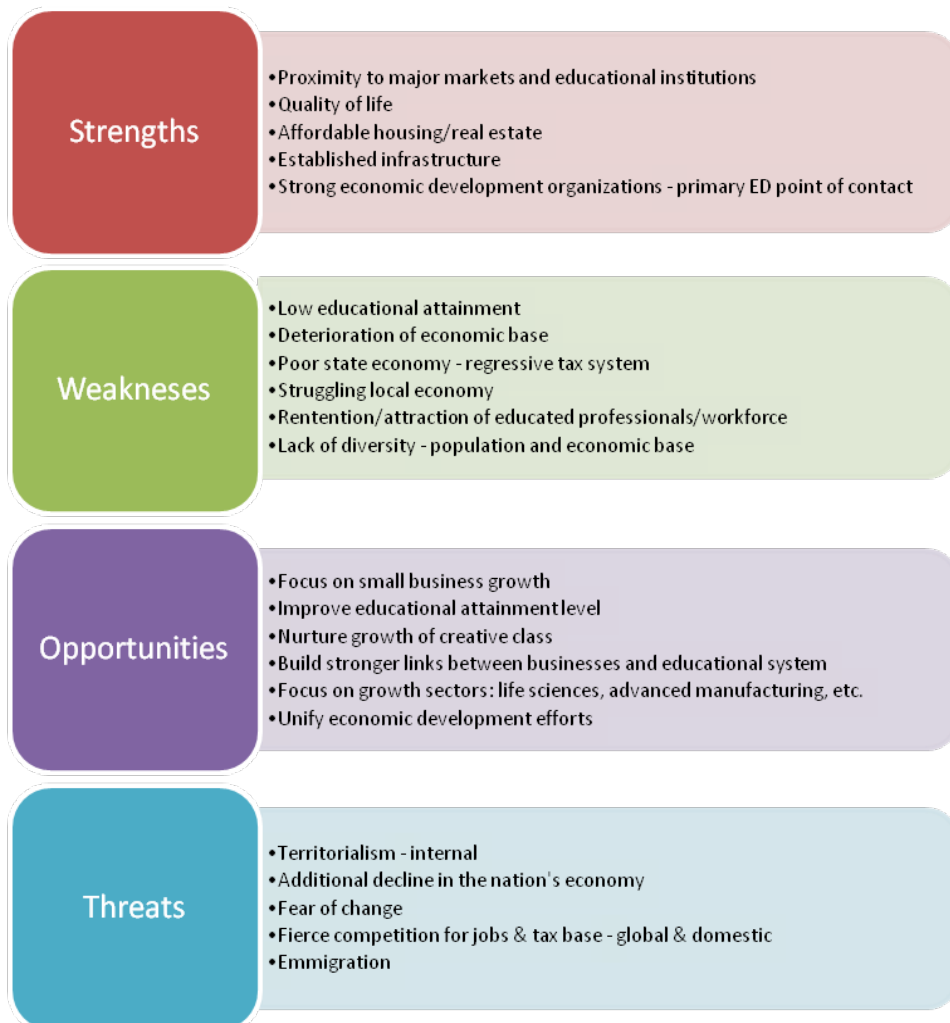 Strengths
•Proximity to major markets and educational institutions
•Quality of life
•Affordable housing/real estate
•Established infrastructure
•Strong economic development organizations - primary ED point of contact
Weakneses
•Low educational attainment
•Deterioration of economic base
•Poor state economy - regressive tax system
•Struggling local economy
•Rentention/attraction of educated professionals/workforce
•Lack of diversity - population and economic base
Opportunities
•Focus on small business growth
•Improve educational attainment level
•Nurture growth of creative class
•Build stronger links between businesses and educational system
•Focus on growth sectors: life sciences, advanced manufacturing, etc.
•Unify economic development efforts
Threats
•Territorialism - internal
•Additional decline in the nation's economy
•Fear of change
•Fierce competition for jobs & tax base - global & domestic
•Emmigration